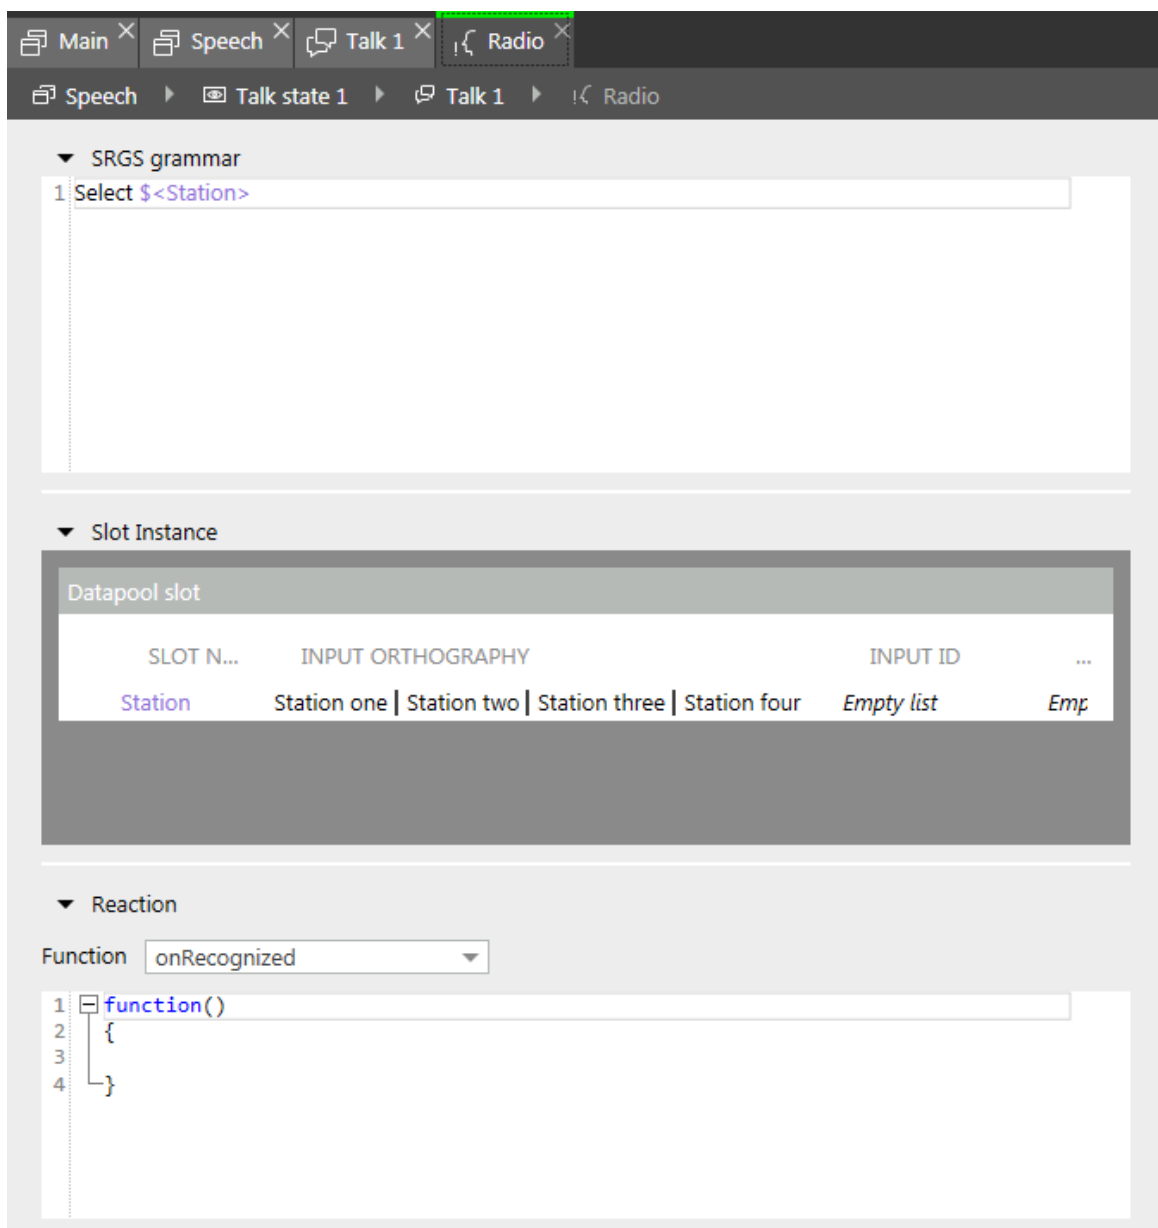 Main Speech Talk 1 Radio
Speech Talk state 1 Talk 1 Radio
SRGS grammar
1 Select $<Station>
Slot Instance
Datapool slot
SLOT N... INPUT ORTHOGRAPHY INPUT ID ...
Station Station one | Station two | Station three | Station four Empty list Emp
Reaction
Function onRecognized
1 function()
2 {
3
4 }